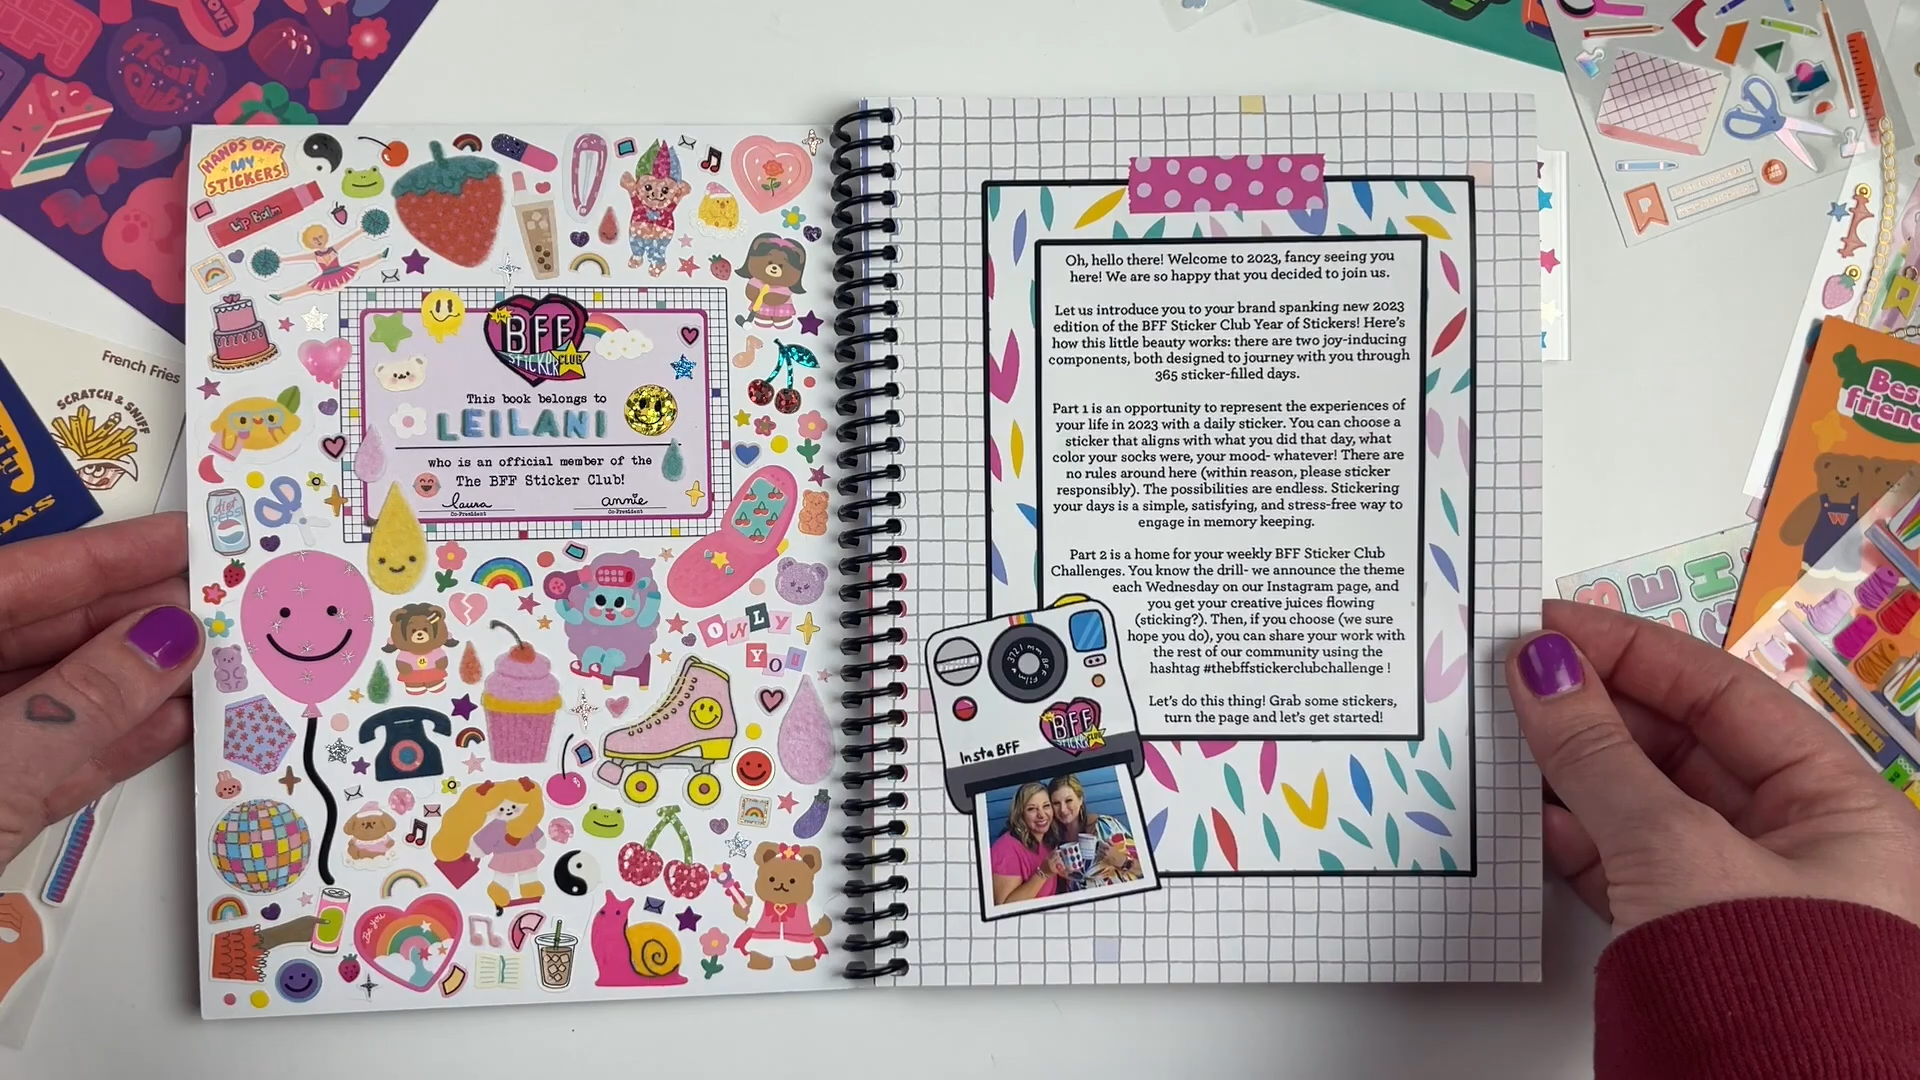 LOVE
Heart
Club
French Fries
SCRATCH & SNIFF
HANDS OFF
MY
STICKERS!
Lip Balm
THE
BFF
STICKER
CLUB
This book belongs to
LEILANI
who is an official member of the
The BFF Sticker Club!
laura
annie
Co-President
Co-President
diet
PEPSI
ONLY
YOU
Be You
Oh, hello there! Welcome to 2023, fancy seeing you
here! We are so happy that you decided to join us.
Let us introduce you to your brand spanking new 2023
edition of the BFF Sticker Club Year of Stickers! Here's
how this little beauty works: there are two joy-inducing
components, both designed to journey with you through
365 sticker-filled days.
Part 1 is an opportunity to represent the experiences of
your life in 2023 with a daily sticker. You can choose a
sticker that aligns with what you did that day, what
color your socks were, your mood- whatever! There are
no rules around here (within reason, please sticker
responsibly). The possibilities are endless. Stickering
your days is a simple, satisfying, and stress-free way to
engage in memory keeping.
Part 2 is a home for your weekly BFF Sticker Club
Challenges. You know the drill- we announce the theme
each Wednesday on our Instagram page, and
you get your creative juices flowing
(sticking?). Then, if you choose (we sure
hope you do), you can share your work with
the rest of our community using the
hashtag #thebffstickerclubchallenge !
Let's do this thing! Grab some stickers,
turn the page and let's get started!
BFF
STICKER CLUB
InstaBFF
Best
friend
W